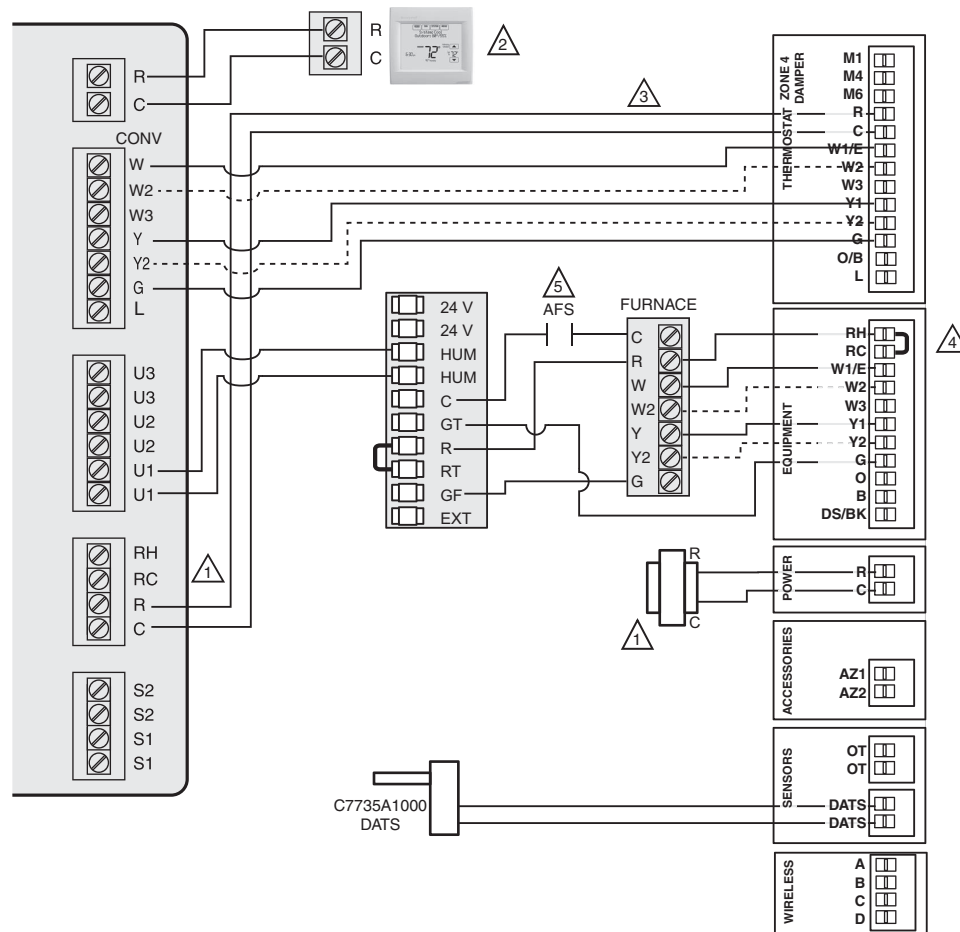 R
C
2
R
C
CONV
W
W2
W3
Y
Y2
G
L
U3
U3
U2
U2
U1
U1
RH
RC
R
C
1
S2
S2
S1
S1
3
ZONE 4
DAMPER
M1
M4
M6
THERMOSTAT
R
C
W1/E
W2
W3
Y1
Y2
G
O/B
L
24 V
24 V
HUM
HUM
C
GT
R
RT
GF
EXT
5
AFS
FURNACE
C
R
W
W2
Y
Y2
G
4
EQUIPMENT
RH
RC
W1/E
W2
W3
Y1
Y2
G
O
B
DS/BK
R
C
1
POWER
R
C
ACCESSORIES
AZ1
AZ2
C7735A1000
DATS
SENSORS
OT
OT
DATS
DATS
WIRELESS
A
B
C
D